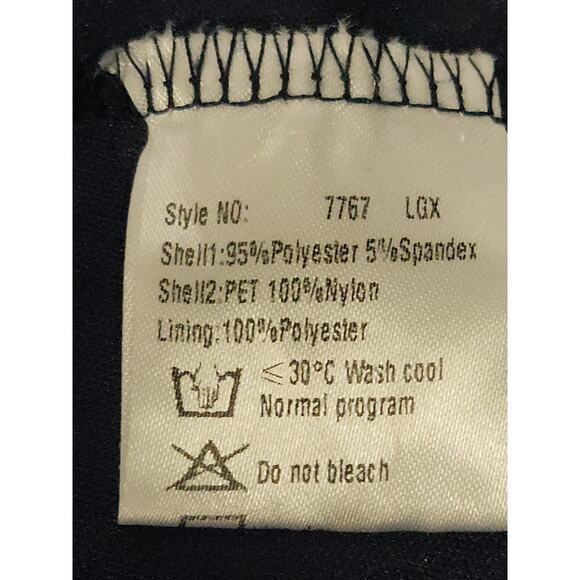 Style NO: 7767 LGX
Shell1:95%Polyester 5%Spandex
Shell2:PET 100%Nylon
Lining:100%Polyester
≤30°C Wash cool
Normal program
Do not bleach